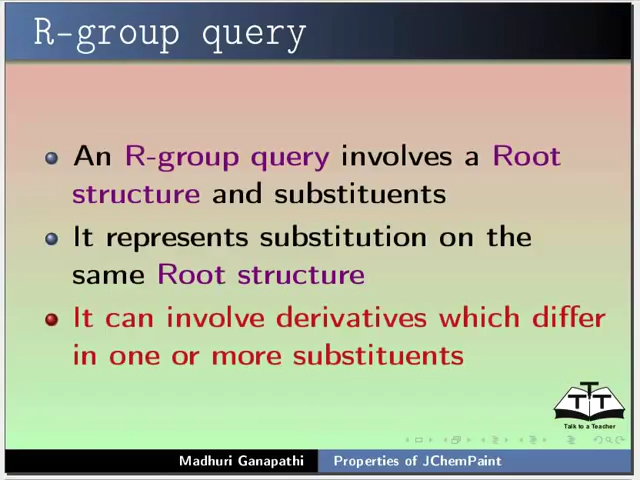 R-group query
An R-group query involves a Root
structure and substituents
It represents substitution on the
same Root structure
It can involve derivatives which differ
in one or more substituents
TTT
Talk to a Teacher
Madhuri Ganapathi
Properties of JChemPaint